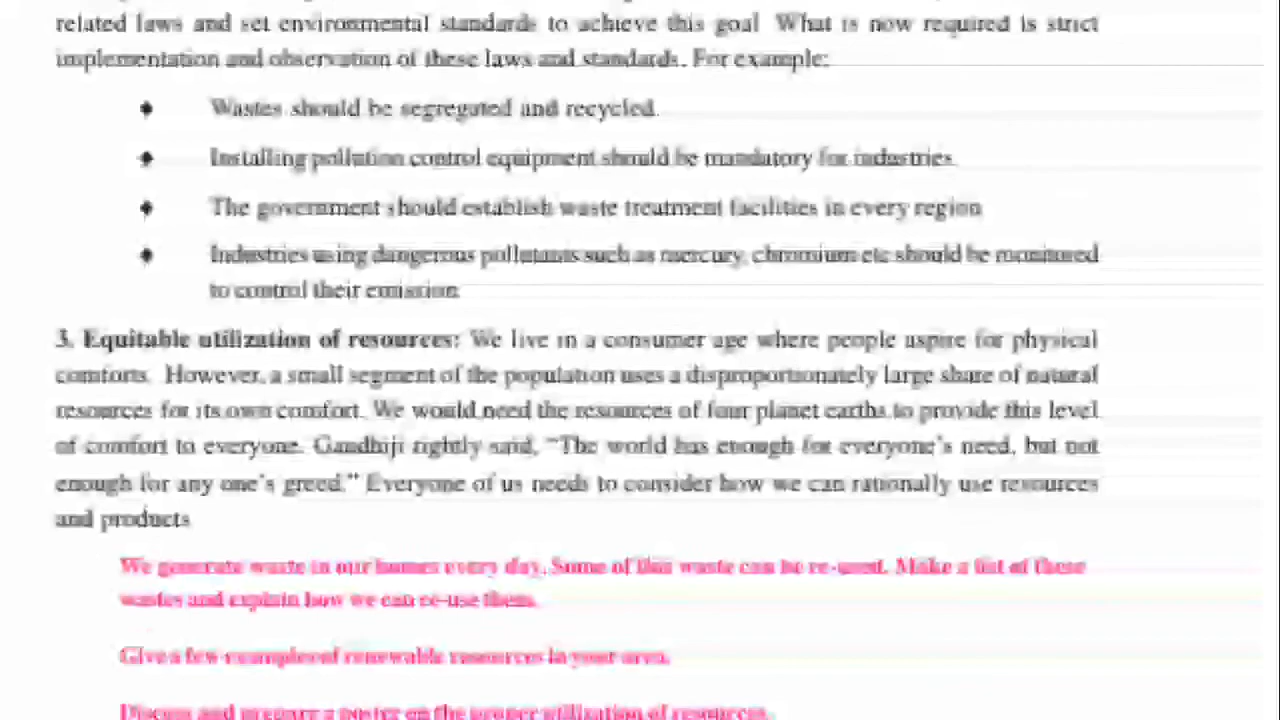 related laws and set environmental standards to achieve this goal. What is now required is strict
implementation and observation of these laws and standards. For example:
◆ Wastes should be segregated and recycled.
◆ Installing pollution control equipment should be mandatory for industries.
◆ The government should establish waste treatment facilities in every region
◆ Industries using dangerous pollutants such as mercury, chromium etc should be monitored
to control their emission
3. Equitable utilization of resources: We live in a consumer age where people aspire for physical
comforts. However, a small segment of the population uses a disproportionately large share of natural
resources for its own comfort. We would need the resources of four planet earths to provide this level
of comfort to everyone. Gandhiji rightly said, “The world has enough for everyone’s need, but not
enough for any one’s greed.” Everyone of us needs to consider how we can rationally use resources
and products
We generate waste in our homes every day. Some of this waste can be re-used. Make a list of these
wastes and explain how we can re-use them.
Give a few examples of renewable resources in your area.
Discuss and prepare a poster on the proper utilization of resources.